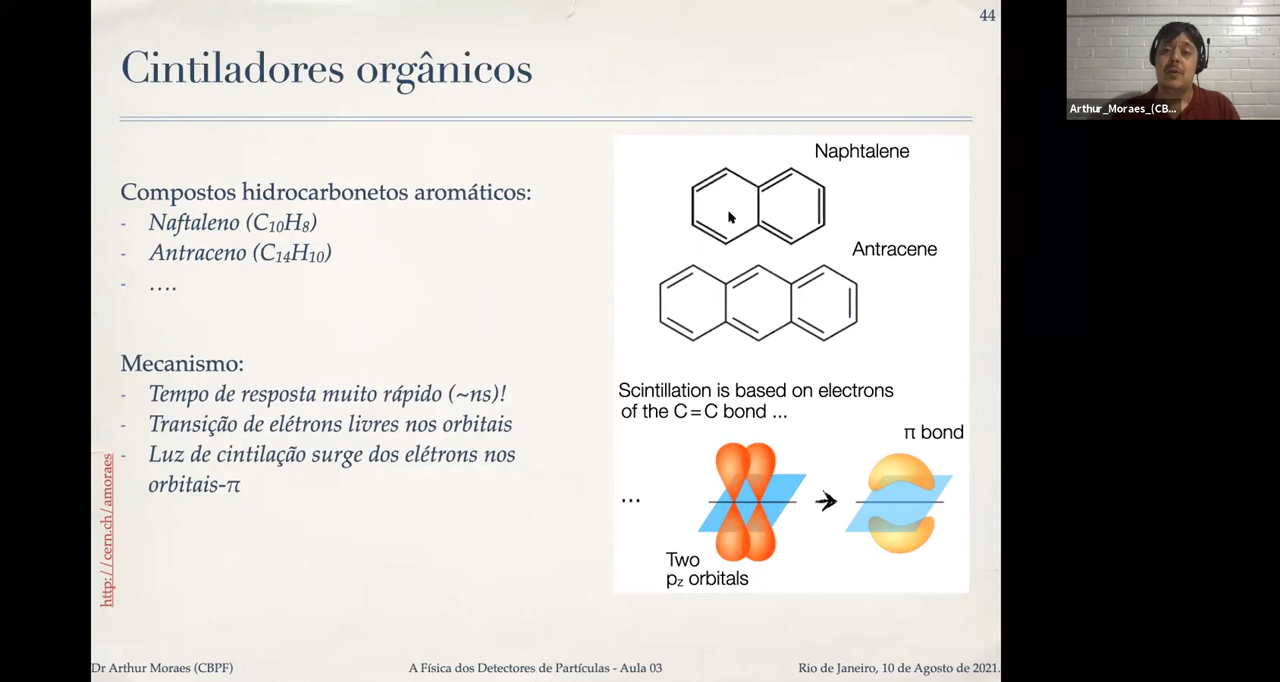 44
Cintiladores orgânicos
Compostos hidrocarbonetos aromáticos:
- Naftaleno (C₁₀H₈)
- Antraceno (C₁₄H₁₀)
- ....
Mecanismo:
- Tempo de resposta muito rápido (~ns)!
- Transição de elétrons livres nos orbitais
- Luz de cintilação surge dos elétrons nos
orbitais-π
http://cern.ch/amoraes
Naphtalene
Antracene
Scintillation is based on electrons
of the C=C bond ...
π bond
...
Two
pz orbitals
Dr Arthur Moraes (CBPF)
A Física dos Detectores de Partículas - Aula 03
Rio de Janeiro, 10 de Agosto de 2021.
Arthur_Moraes_(CB...